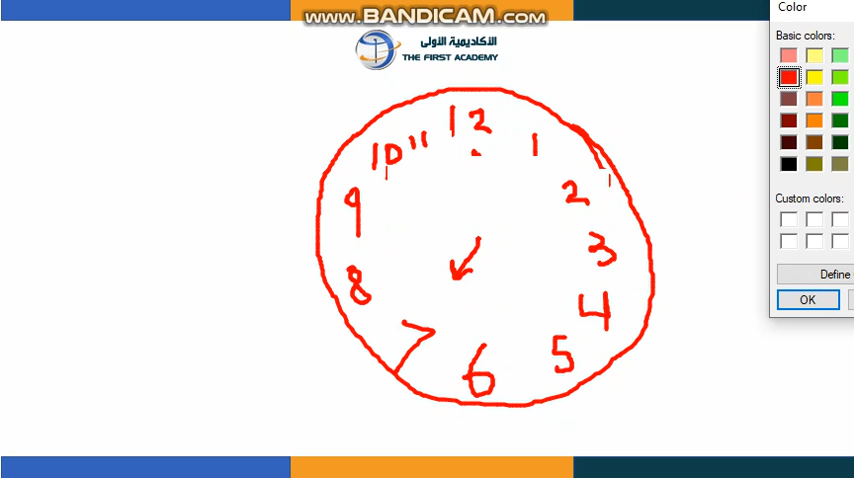 www.BANDICAM.com
Color
الأكاديمية الأولى
THE FIRST ACADEMY
Basic colors:
12
11
1
10
2
9
3
8
4
7
5
6
Custom colors:
Define
OK